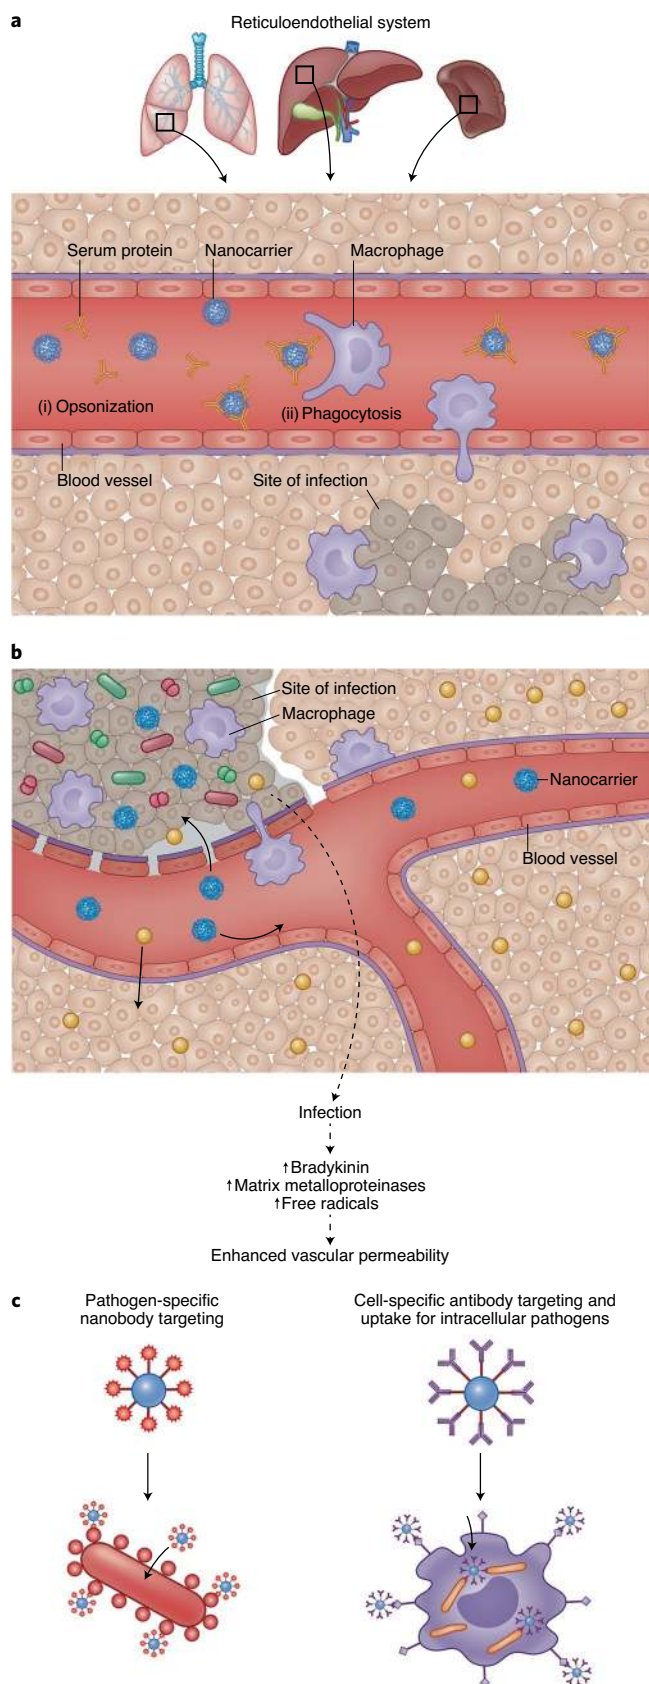 a
Reticuloendothelial system
Serum protein
Nanocarrier
Macrophage
(i) Opsonization
(ii) Phagocytosis
Blood vessel
Site of infection
b
Site of infection
Macrophage
Nanocarrier
Blood vessel
Infection
↑Bradykinin
↑Matrix metalloproteinases
↑Free radicals
Enhanced vascular permeability
c
Pathogen-specific
nanobody targeting
Cell-specific antibody targeting and
uptake for intracellular pathogens